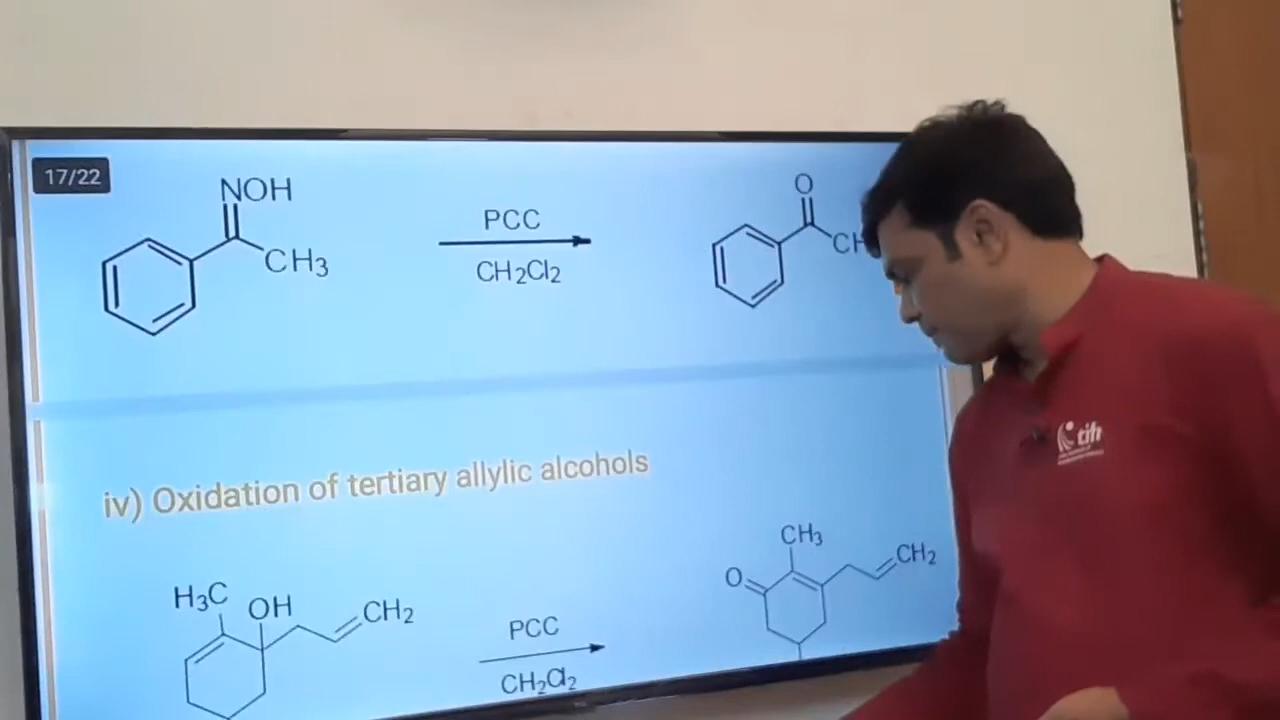 17/22
NOH
CH3
PCC
CH2Cl2
O
iv) Oxidation of tertiary allylic alcohols
H3C
OH
CH2
PCC
CH2Cl2
CH3
O
CH2
tih